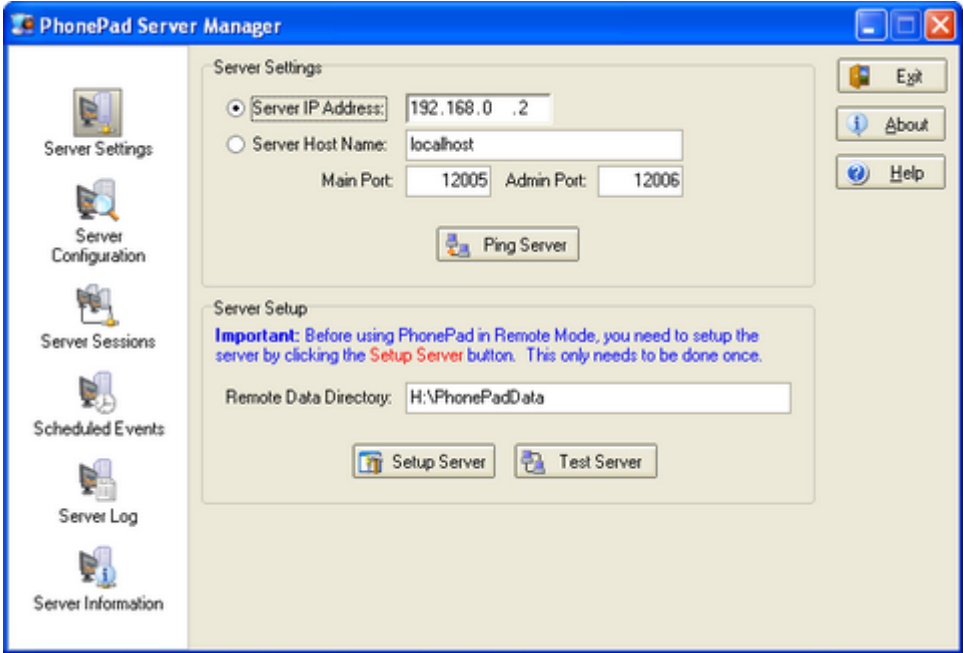 PhonePad Server Manager
Server Settings
Server
Configuration
Server Sessions
Scheduled Events
Server Log
Server Information
Server Settings
Server IP Address: 192.168.0 .2
Server Host Name: localhost
Main Port: 12005 Admin Port: 12006
Ping Server
Server Setup
Important: Before using PhonePad in Remote Mode, you need to setup the
server by clicking the Setup Server button. This only needs to be done once.
Remote Data Directory: H:\PhonePadData
Setup Server Test Server
Exit
About
Help